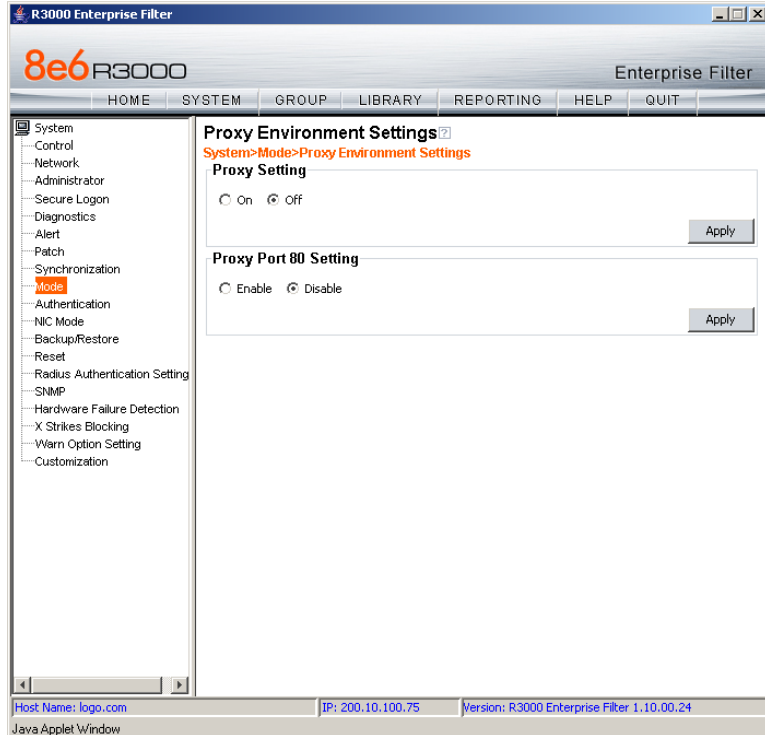 R3000 Enterprise Filter
8e6 R3000
Enterprise Filter
HOME SYSTEM GROUP LIBRARY REPORTING HELP QUIT
System
Control
Network
Administrator
Secure Logon
Diagnostics
Alert
Patch
Synchronization
Mode
Authentication
NIC Mode
Backup/Restore
Reset
Radius Authentication Setting
SNMP
Hardware Failure Detection
X Strikes Blocking
Warn Option Setting
Customization
Proxy Environment Settings ?
System>Mode>Proxy Environment Settings
Proxy Setting
On Off
Apply
Proxy Port 80 Setting
Enable Disable
Apply
Host Name: logo.com IP: 200.10.100.75 Version: R3000 Enterprise Filter 1.10.00.24
Java Applet Window